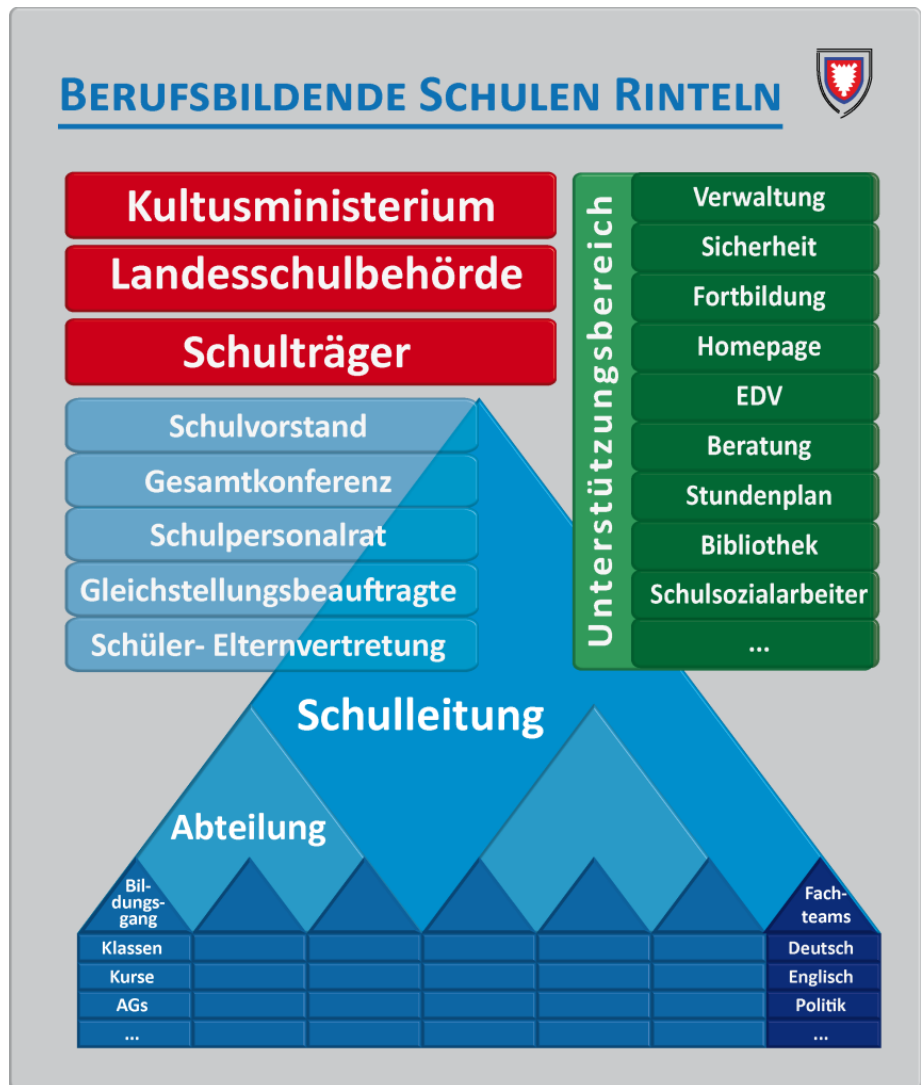 BERUFSBILDENDE SCHULEN RINTELN
Kultusministerium
Landesschulbehörde
Schulträger
Schulvorstand
Gesamtkonferenz
Schulpersonalrat
Gleichstellungsbeauftragte
Schüler- Elternvertretung
Unterstützungsbereich
Verwaltung
Sicherheit
Fortbildung
Homepage
EDV
Beratung
Stundenplan
Bibliothek
Schulsozialarbeiter
...
Schulleitung
Abteilung
Bil-
dungs-
gang
Klassen
Kurse
AGs
...
Fach-
teams
Deutsch
Englisch
Politik
...